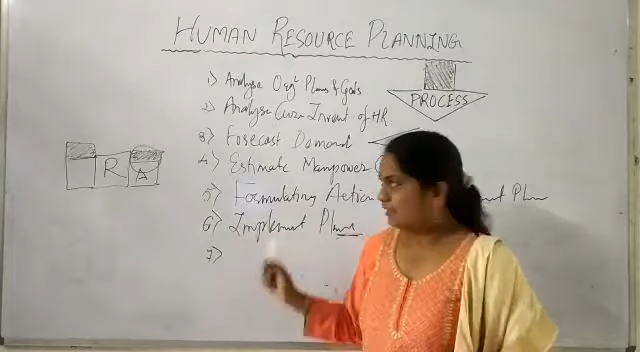 HUMAN RESOURCE PLANNING
PROCESS
1) Analyse Orgⁿ Plans & Goals
2) Analyse Curr Invent of HR
3) Forecast Demand
4) Estimate Manpower
5) Formulating Action Plan
6) Implement Plans
7)
R
A